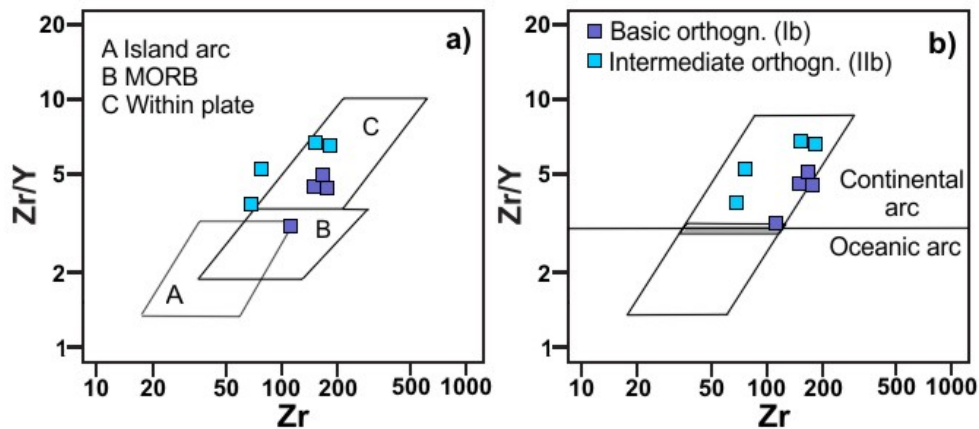 20
10
5
2
1
Zr/Y
A Island arc
B MORB
C Within plate
a)
C
B
A
10 20 50 100 200 500 1000
Zr
20
10
5
2
1
Zr/Y
Basic orthogn. (Ib)
Intermediate orthogn. (IIb)
b)
Continental
arc
Oceanic arc
10 20 50 100 200 500 1000
Zr